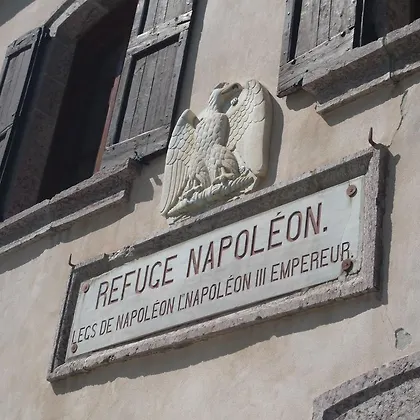 REFUGE NAPOLÉON.
LEGS DE NAPOLÉON I. NAPOLÉON III EMPEREUR.